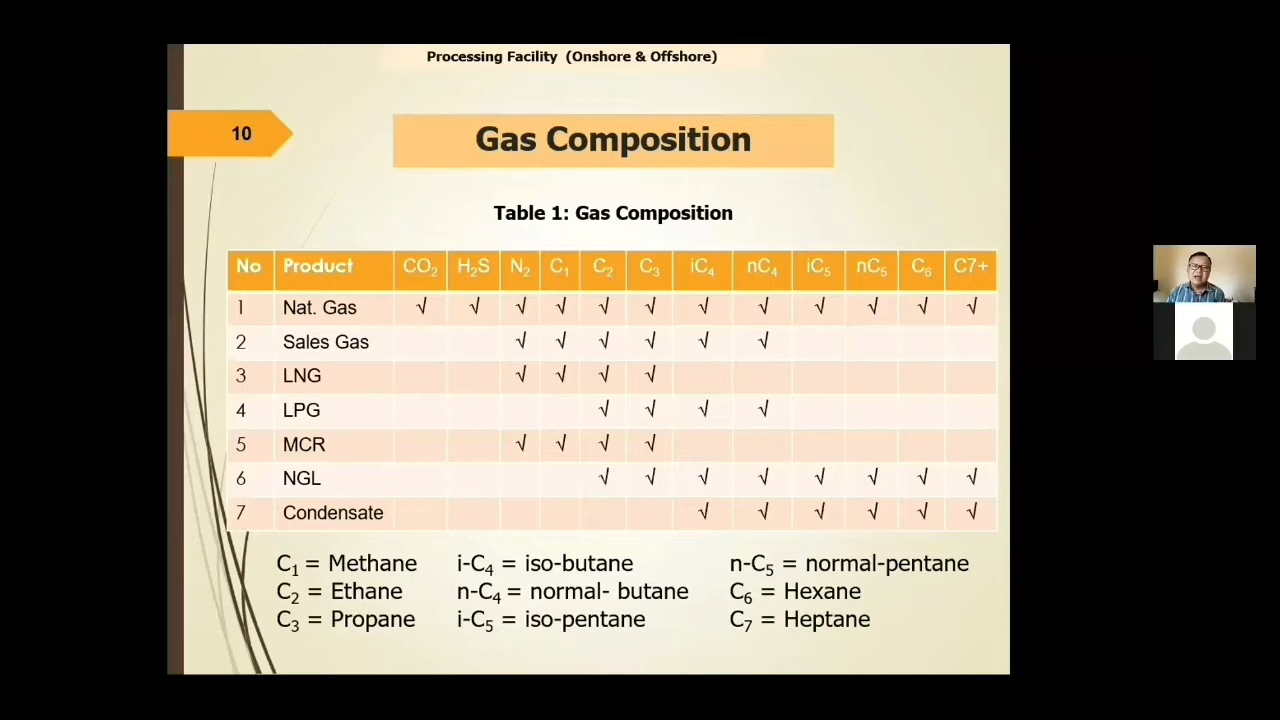 Processing Facility (Onshore & Offshore)
10
Gas Composition
Table 1: Gas Composition
No Product CO₂ H₂S N₂ C₁ C₂ C₃ iC₄ nC₄ iC₅ nC₅ C₆ C7+
1 Nat. Gas √ √ √ √ √ √ √ √ √ √ √ √
2 Sales Gas √ √ √ √ √ √
3 LNG √ √ √ √
4 LPG √ √ √ √
5 MCR √ √ √ √
6 NGL √ √ √ √ √ √ √ √
7 Condensate √ √ √ √ √ √
C₁ = Methane i-C₄ = iso-butane n-C₅ = normal-pentane
C₂ = Ethane n-C₄ = normal- butane C₆ = Hexane
C₃ = Propane i-C₅ = iso-pentane C₇ = Heptane